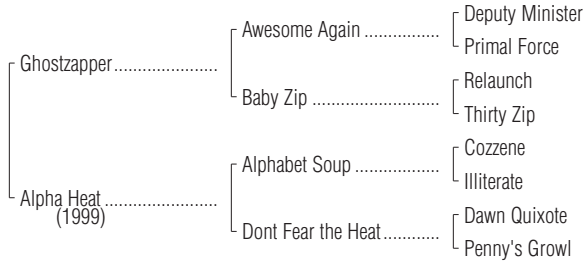 Deputy Minister
Awesome Again ................
Primal Force
Ghostzapper......................
Relaunch
Baby Zip ...........................
Thirty Zip
Cozzene
Alphabet Soup ..................
Illiterate
Alpha Heat........................
(1999)
Dawn Quixote
Dont Fear the Heat............
Penny's Growl